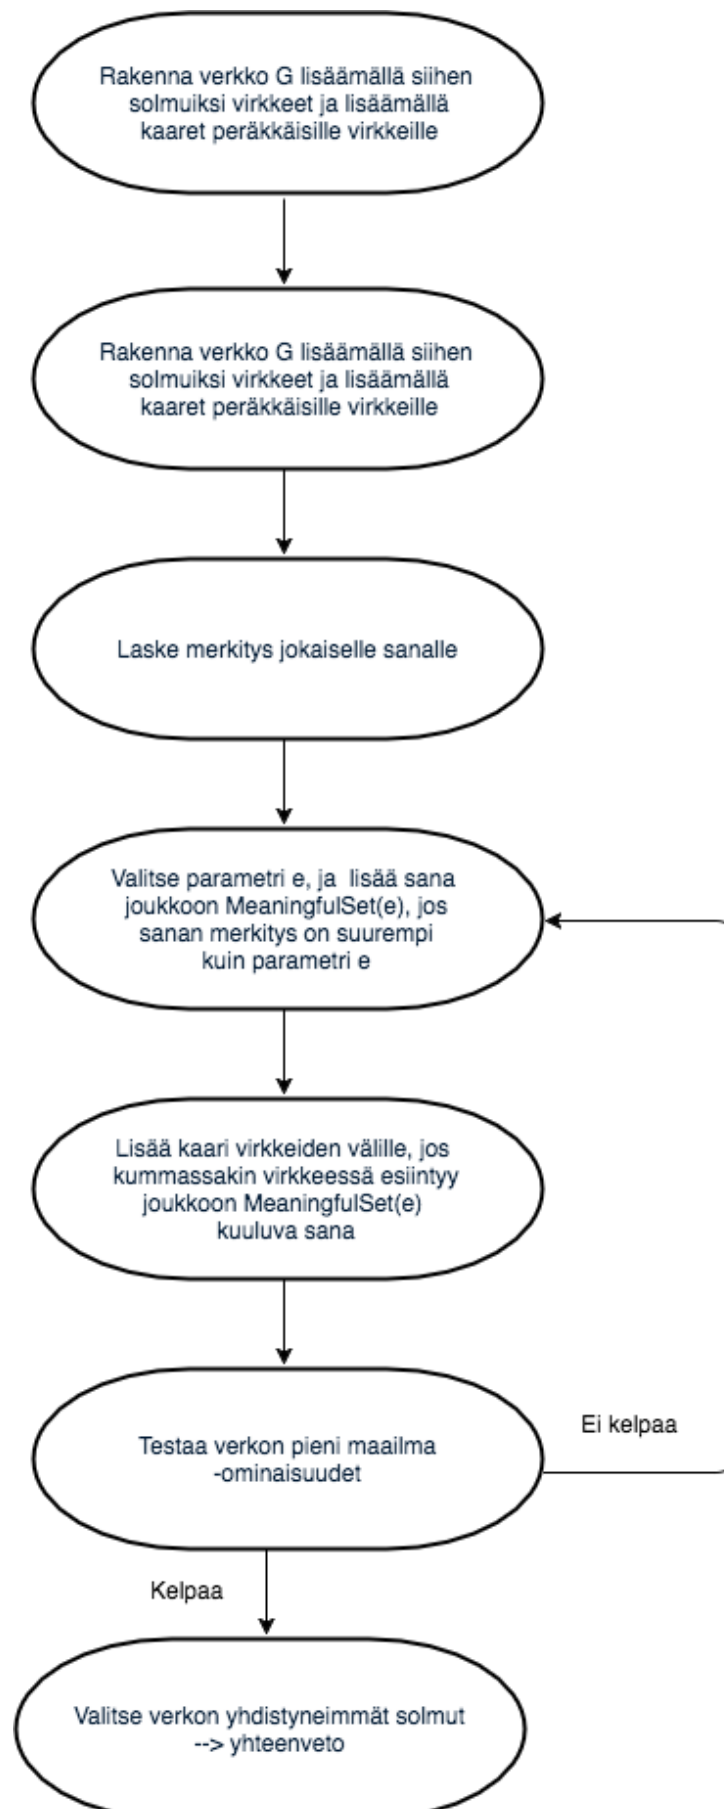 Rakenna verkko G lisäämällä siihen
solmuiksi virkkeet ja lisäämällä
kaaret peräkkäisille virkkeille
Rakenna verkko G lisäämällä siihen
solmuiksi virkkeet ja lisäämällä
kaaret peräkkäisille virkkeille
Laske merkitys jokaiselle sanalle
Valitse parametri e, ja lisää sana
joukkoon MeaningfulSet(e), jos
sanan merkitys on suurempi
kuin parametri e
Lisää kaari virkkeiden välille, jos
kummassakin virkkeessä esiintyy
joukkoon MeaningfulSet(e)
kuuluva sana
Testaa verkon pieni maailma
-ominaisuudet
Ei kelpaa
Kelpaa
Valitse verkon yhdistyneimmät solmut
--> yhteenveto